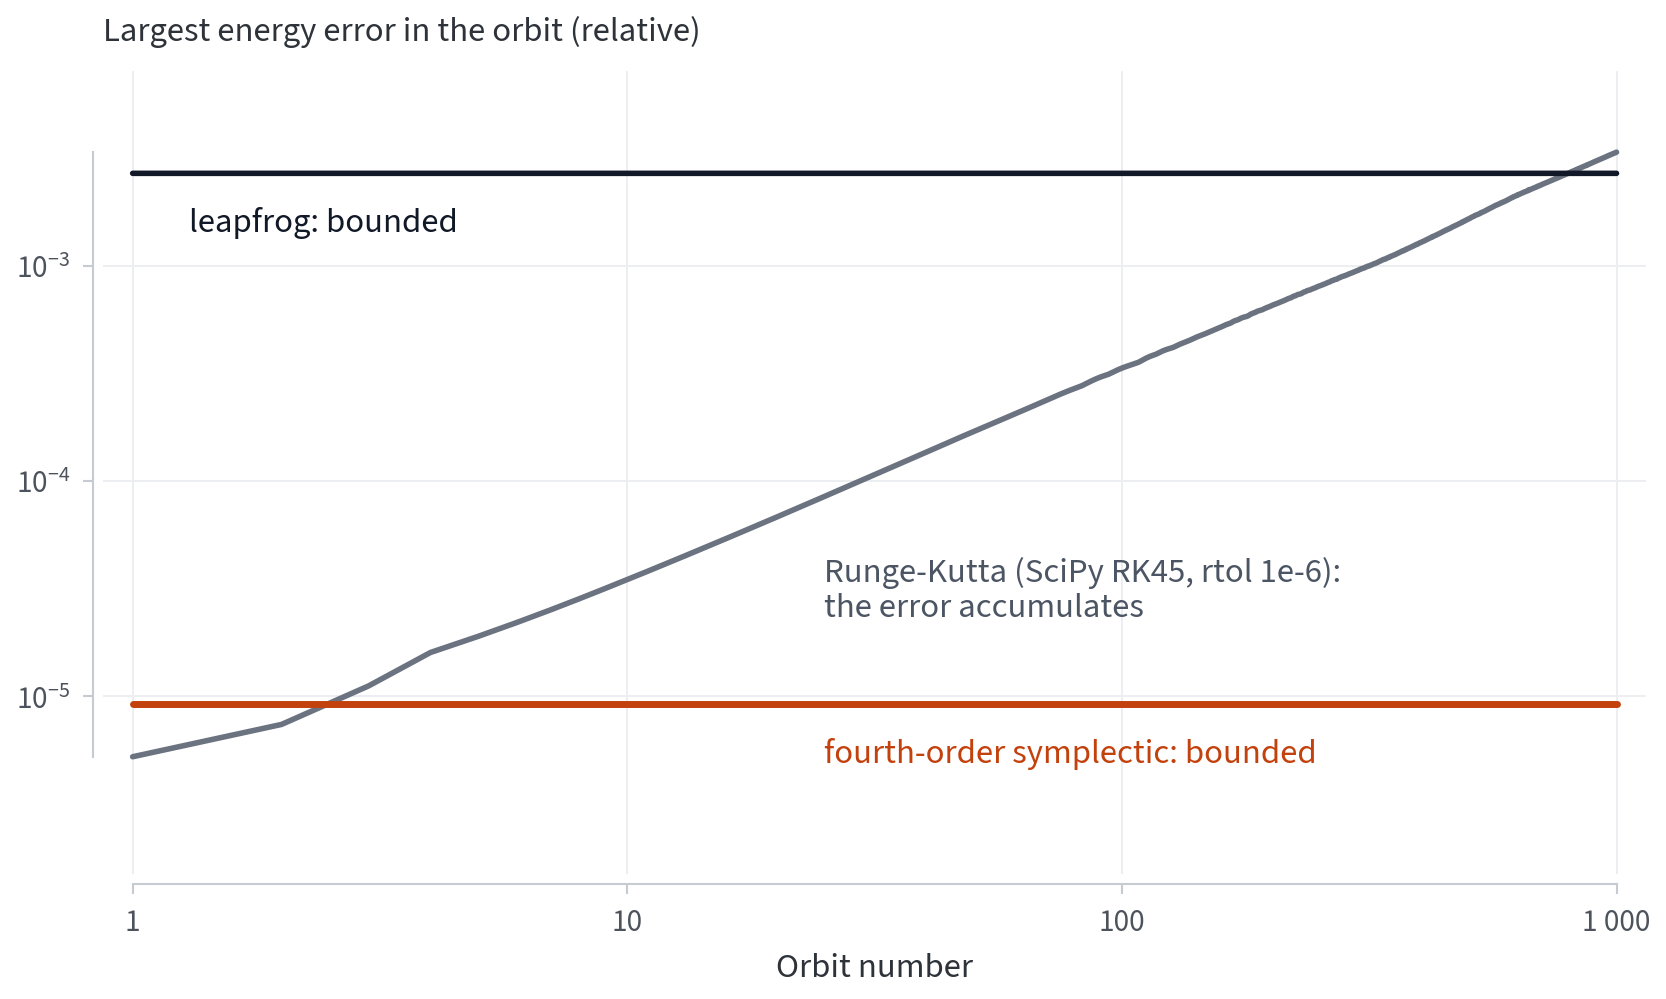 Largest energy error in the orbit (relative)
leapfrog: bounded
10⁻³
10⁻⁴
Runge-Kutta (SciPy RK45, rtol 1e-6):
the error accumulates
10⁻⁵
fourth-order symplectic: bounded
1 10 100 1 000
Orbit number